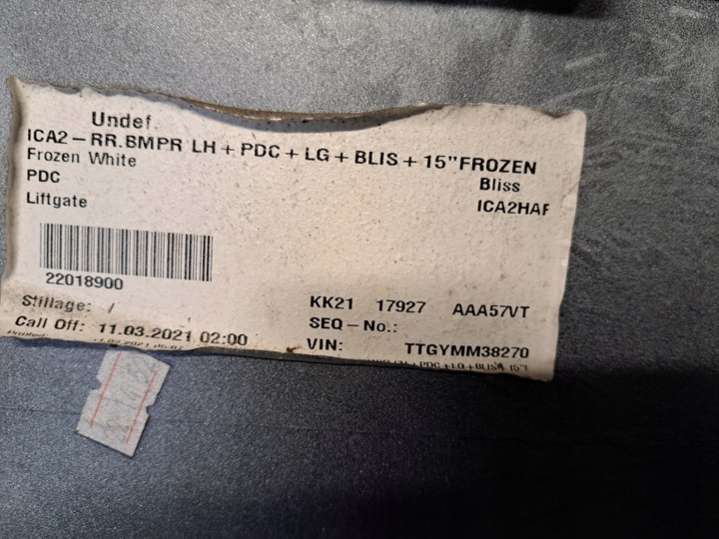 Undef.
ICA2 – RR.BMPR LH + PDC + LG + BLIS + 15"FROZEN
Frozen White
Bliss
PDC
ICA2HAF
Liftgate
22018900
Stillage: /
KK21 17927 AAA57VT
Call Off: 11.03.2021 02:00
SEQ – No.:
VIN: TTGYMM38270